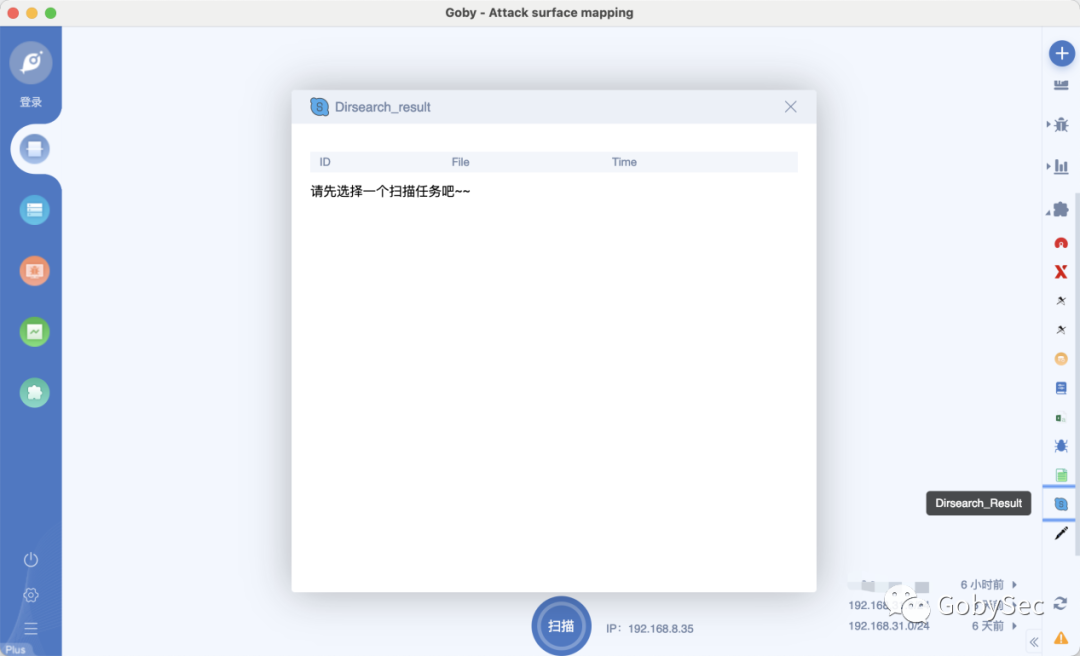 Goby - Attack surface mapping
登录
Dirsearch_result
ID File Time
请先选择一个扫描任务吧~~
Dirsearch_Result
6 小时前
192.168
192.168.31.0/24 6 天前
扫描 IP: 192.168.8.35
GobySec
Plus